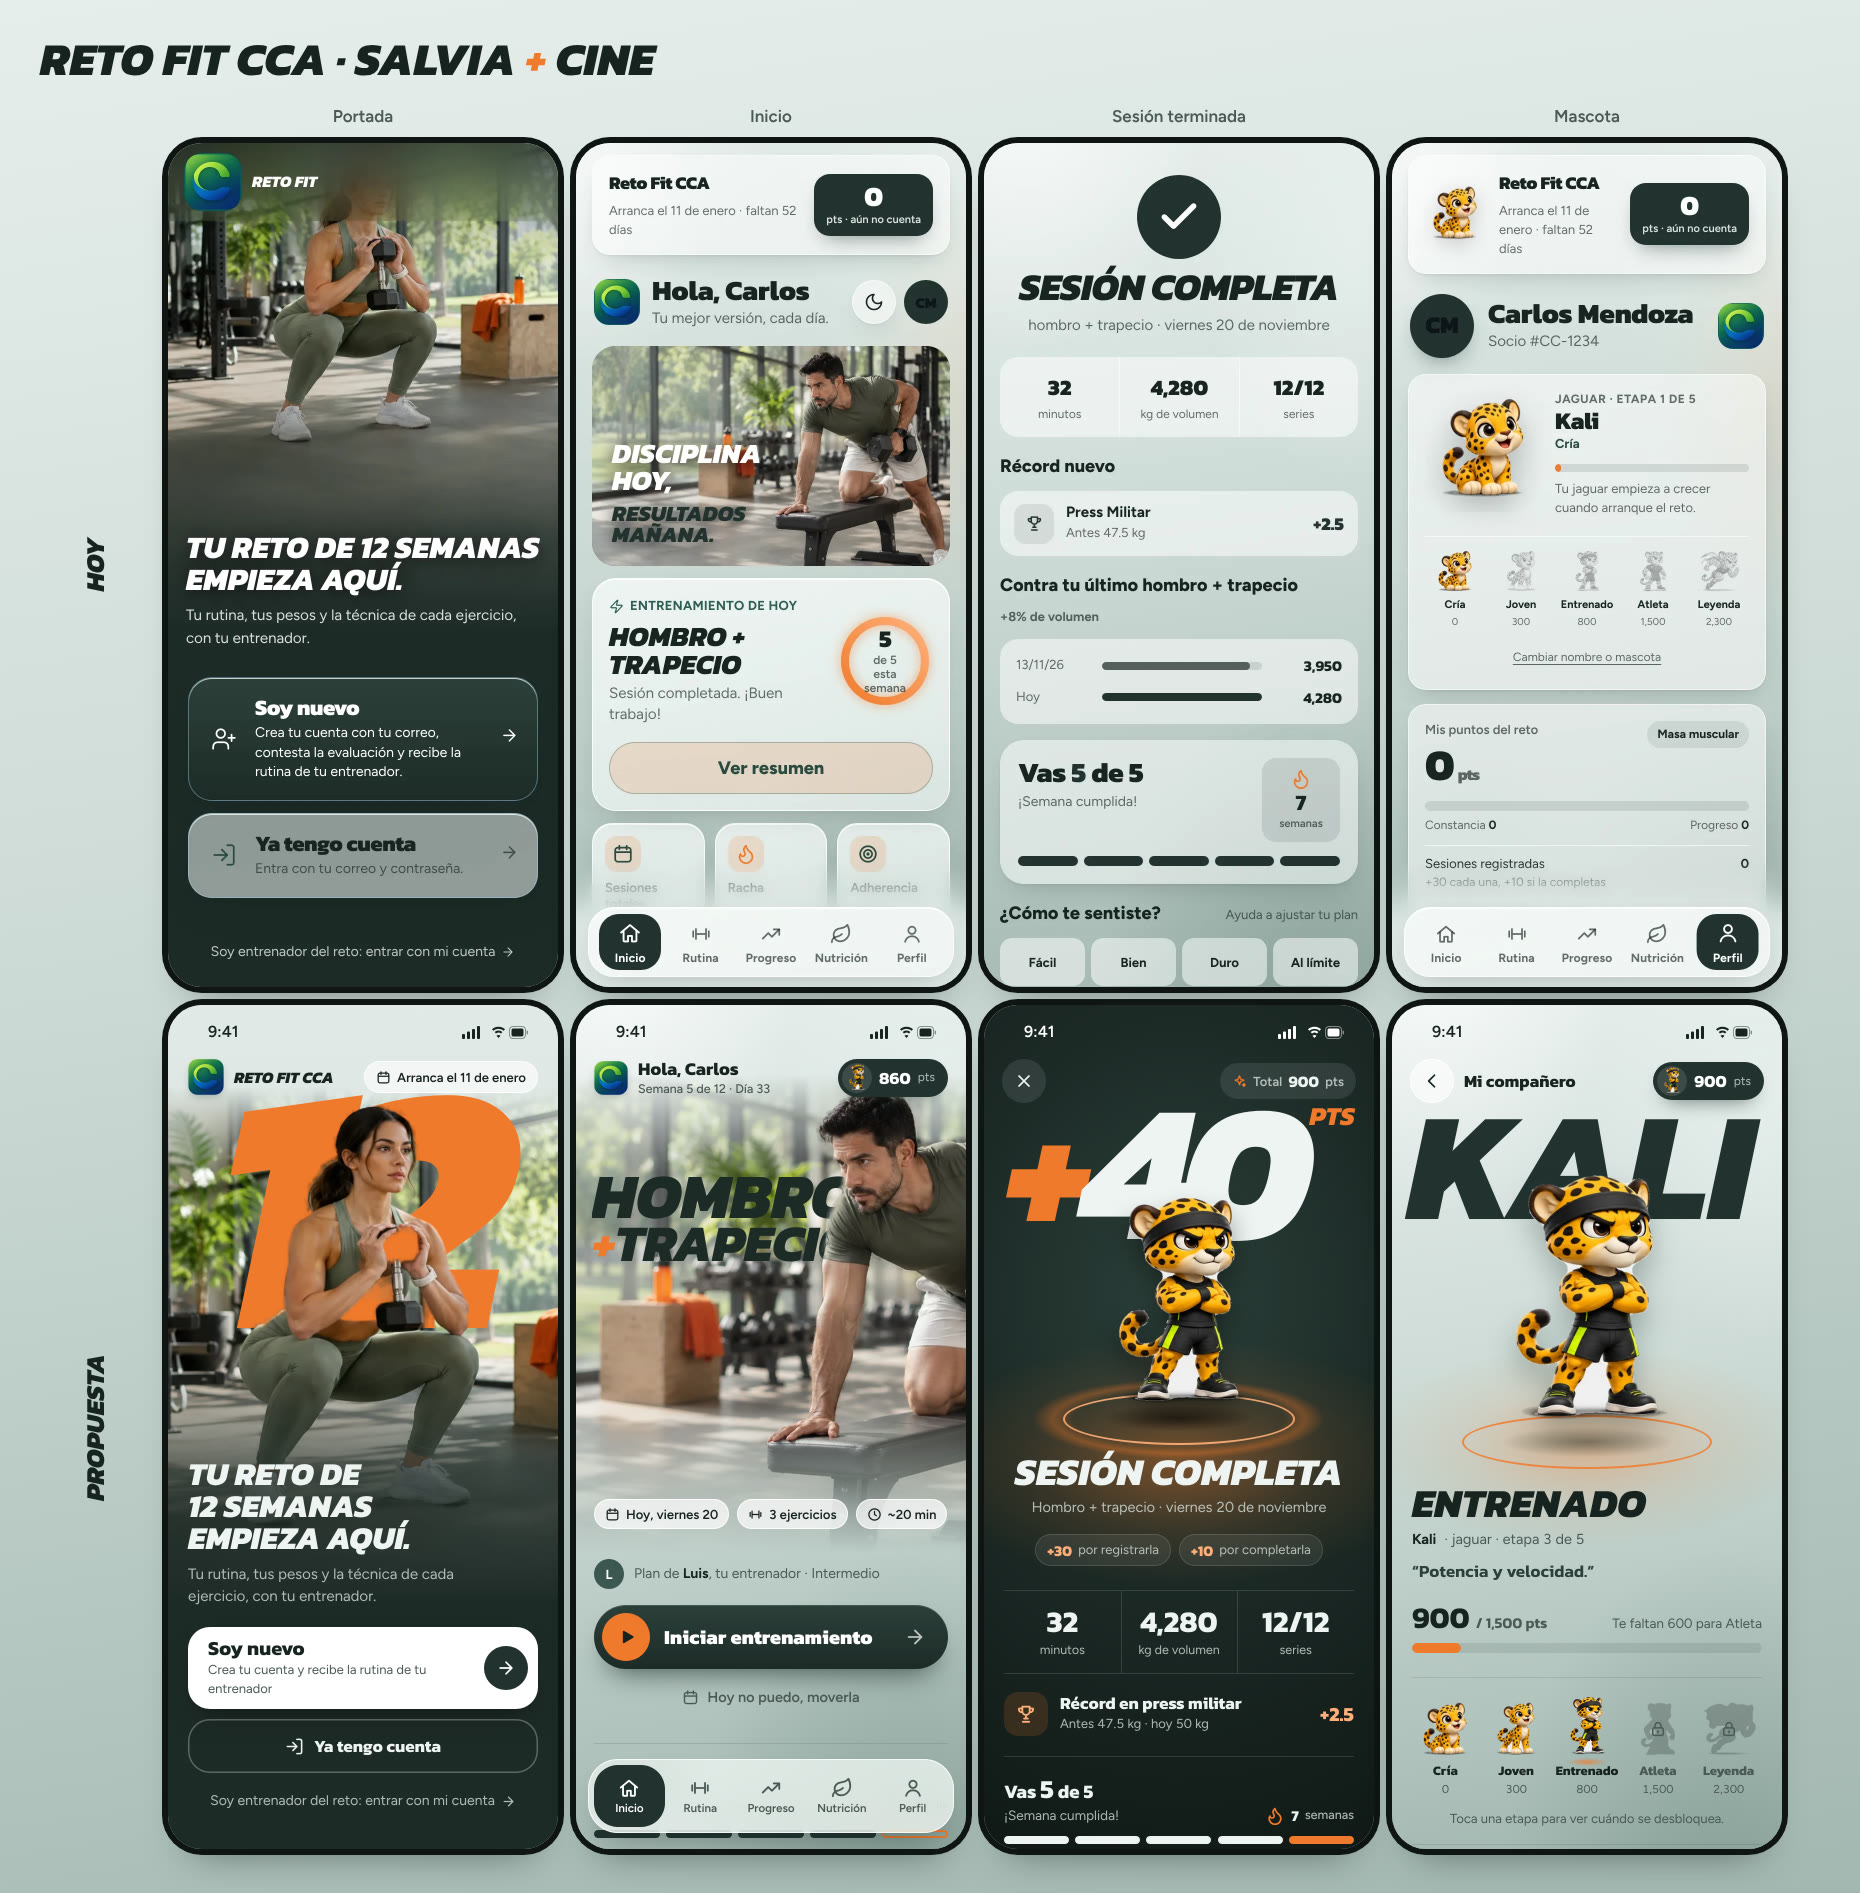 RETO FIT CCA · SALVIA + CINE
Portada
Inicio
Sesión terminada
Mascota
HOY
RETO FIT
TU RETO DE 12 SEMANAS
EMPIEZA AQUÍ.
Tu rutina, tus pesos y la técnica de cada ejercicio,
con tu entrenador.
Soy nuevo
Crea tu cuenta con tu correo,
contesta la evaluación y recibe la
rutina de tu entrenador.
Ya tengo cuenta
Entra con tu correo y contraseña.
Soy entrenador del reto: entrar con mi cuenta
Reto Fit CCA
Arranca el 11 de enero · faltan 52
días
0
pts · aún no cuenta
Hola, Carlos
Tu mejor versión, cada día.
CM
DISCIPLINA
HOY,
RESULTADOS
MAÑANA.
ENTRENAMIENTO DE HOY
HOMBRO +
TRAPECIO
Sesión completada. ¡Buen
trabajo!
5
de 5
esta
semana
Ver resumen
Sesiones
totales
Racha
Adherencia
Inicio
Rutina
Progreso
Nutrición
Perfil
SESIÓN COMPLETA
hombro + trapecio · viernes 20 de noviembre
32
minutos
4,280
kg de volumen
12/12
series
Récord nuevo
Press Militar
Antes 47.5 kg
+2.5
Contra tu último hombro + trapecio
+8% de volumen
13/11/26
3,950
Hoy
4,280
Vas 5 de 5
¡Semana cumplida!
7
semanas
¿Cómo te sentiste?
Ayuda a ajustar tu plan
Fácil
Bien
Duro
Al límite
Reto Fit CCA
Arranca el 11 de
enero · faltan 52
días
0
pts · aún no cuenta
CM
Carlos Mendoza
Socio #CC-1234
JAGUAR · ETAPA 1 DE 5
Kali
Cría
Tu jaguar empieza a crecer
cuando arranque el reto.
Cría
0
Joven
300
Entrenado
800
Atleta
1,500
Leyenda
2,300
Cambiar nombre o mascota
Mis puntos del reto
Masa muscular
0 pts
Constancia 0
Progreso 0
Sesiones registradas
0
+30 cada una, +10 si la completas
Inicio
Rutina
Progreso
Nutrición
Perfil
PROPUESTA
9:41
RETO FIT CCA
Arranca el 11 de enero
12
TU RETO DE
12 SEMANAS
EMPIEZA AQUÍ.
Tu rutina, tus pesos y la técnica de cada
ejercicio, con tu entrenador.
Soy nuevo
Crea tu cuenta y recibe la rutina de tu
entrenador
Ya tengo cuenta
Soy entrenador del reto: entrar con mi cuenta
9:41
Hola, Carlos
Semana 5 de 12 · Día 33
860 pts
HOMBRO
+TRAPECIO
Hoy, viernes 20
3 ejercicios
~20 min
L
Plan de Luis, tu entrenador · Intermedio
Iniciar entrenamiento
Hoy no puedo, moverla
Inicio
Rutina
Progreso
Nutrición
Perfil
9:41
Total 900 pts
+40
PTS
SESIÓN COMPLETA
Hombro + trapecio · viernes 20 de noviembre
+30 por registrarla
+10 por completarla
32
minutos
4,280
kg de volumen
12/12
series
Récord en press militar
Antes 47.5 kg · hoy 50 kg
+2.5
Vas 5 de 5
¡Semana cumplida!
7 semanas
9:41
Mi compañero
900 pts
KALI
ENTRENADO
Kali · jaguar · etapa 3 de 5
“Potencia y velocidad.”
900 / 1,500 pts
Te faltan 600 para Atleta
Cría
0
Joven
300
Entrenado
800
Atleta
1,500
Leyenda
2,300
Toca una etapa para ver cuándo se desbloquea.